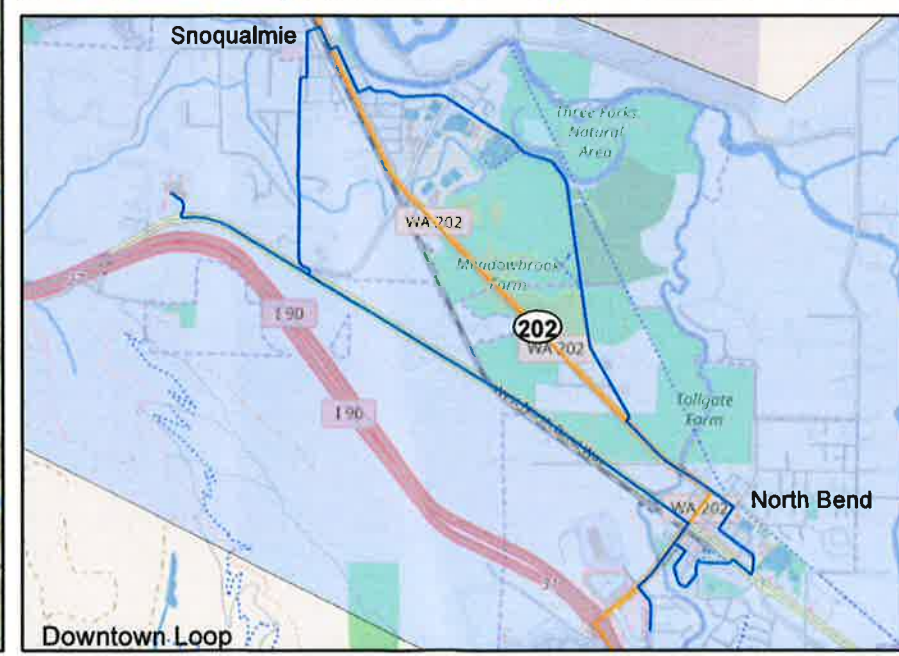 Snoqualmie
Three Forks
Natural
Area
WA 202
Meadowbrook
Farm
I 90
202
WA 202
I 90
Tollgate
Farm
North Bend
WA 202
31
Downtown Loop